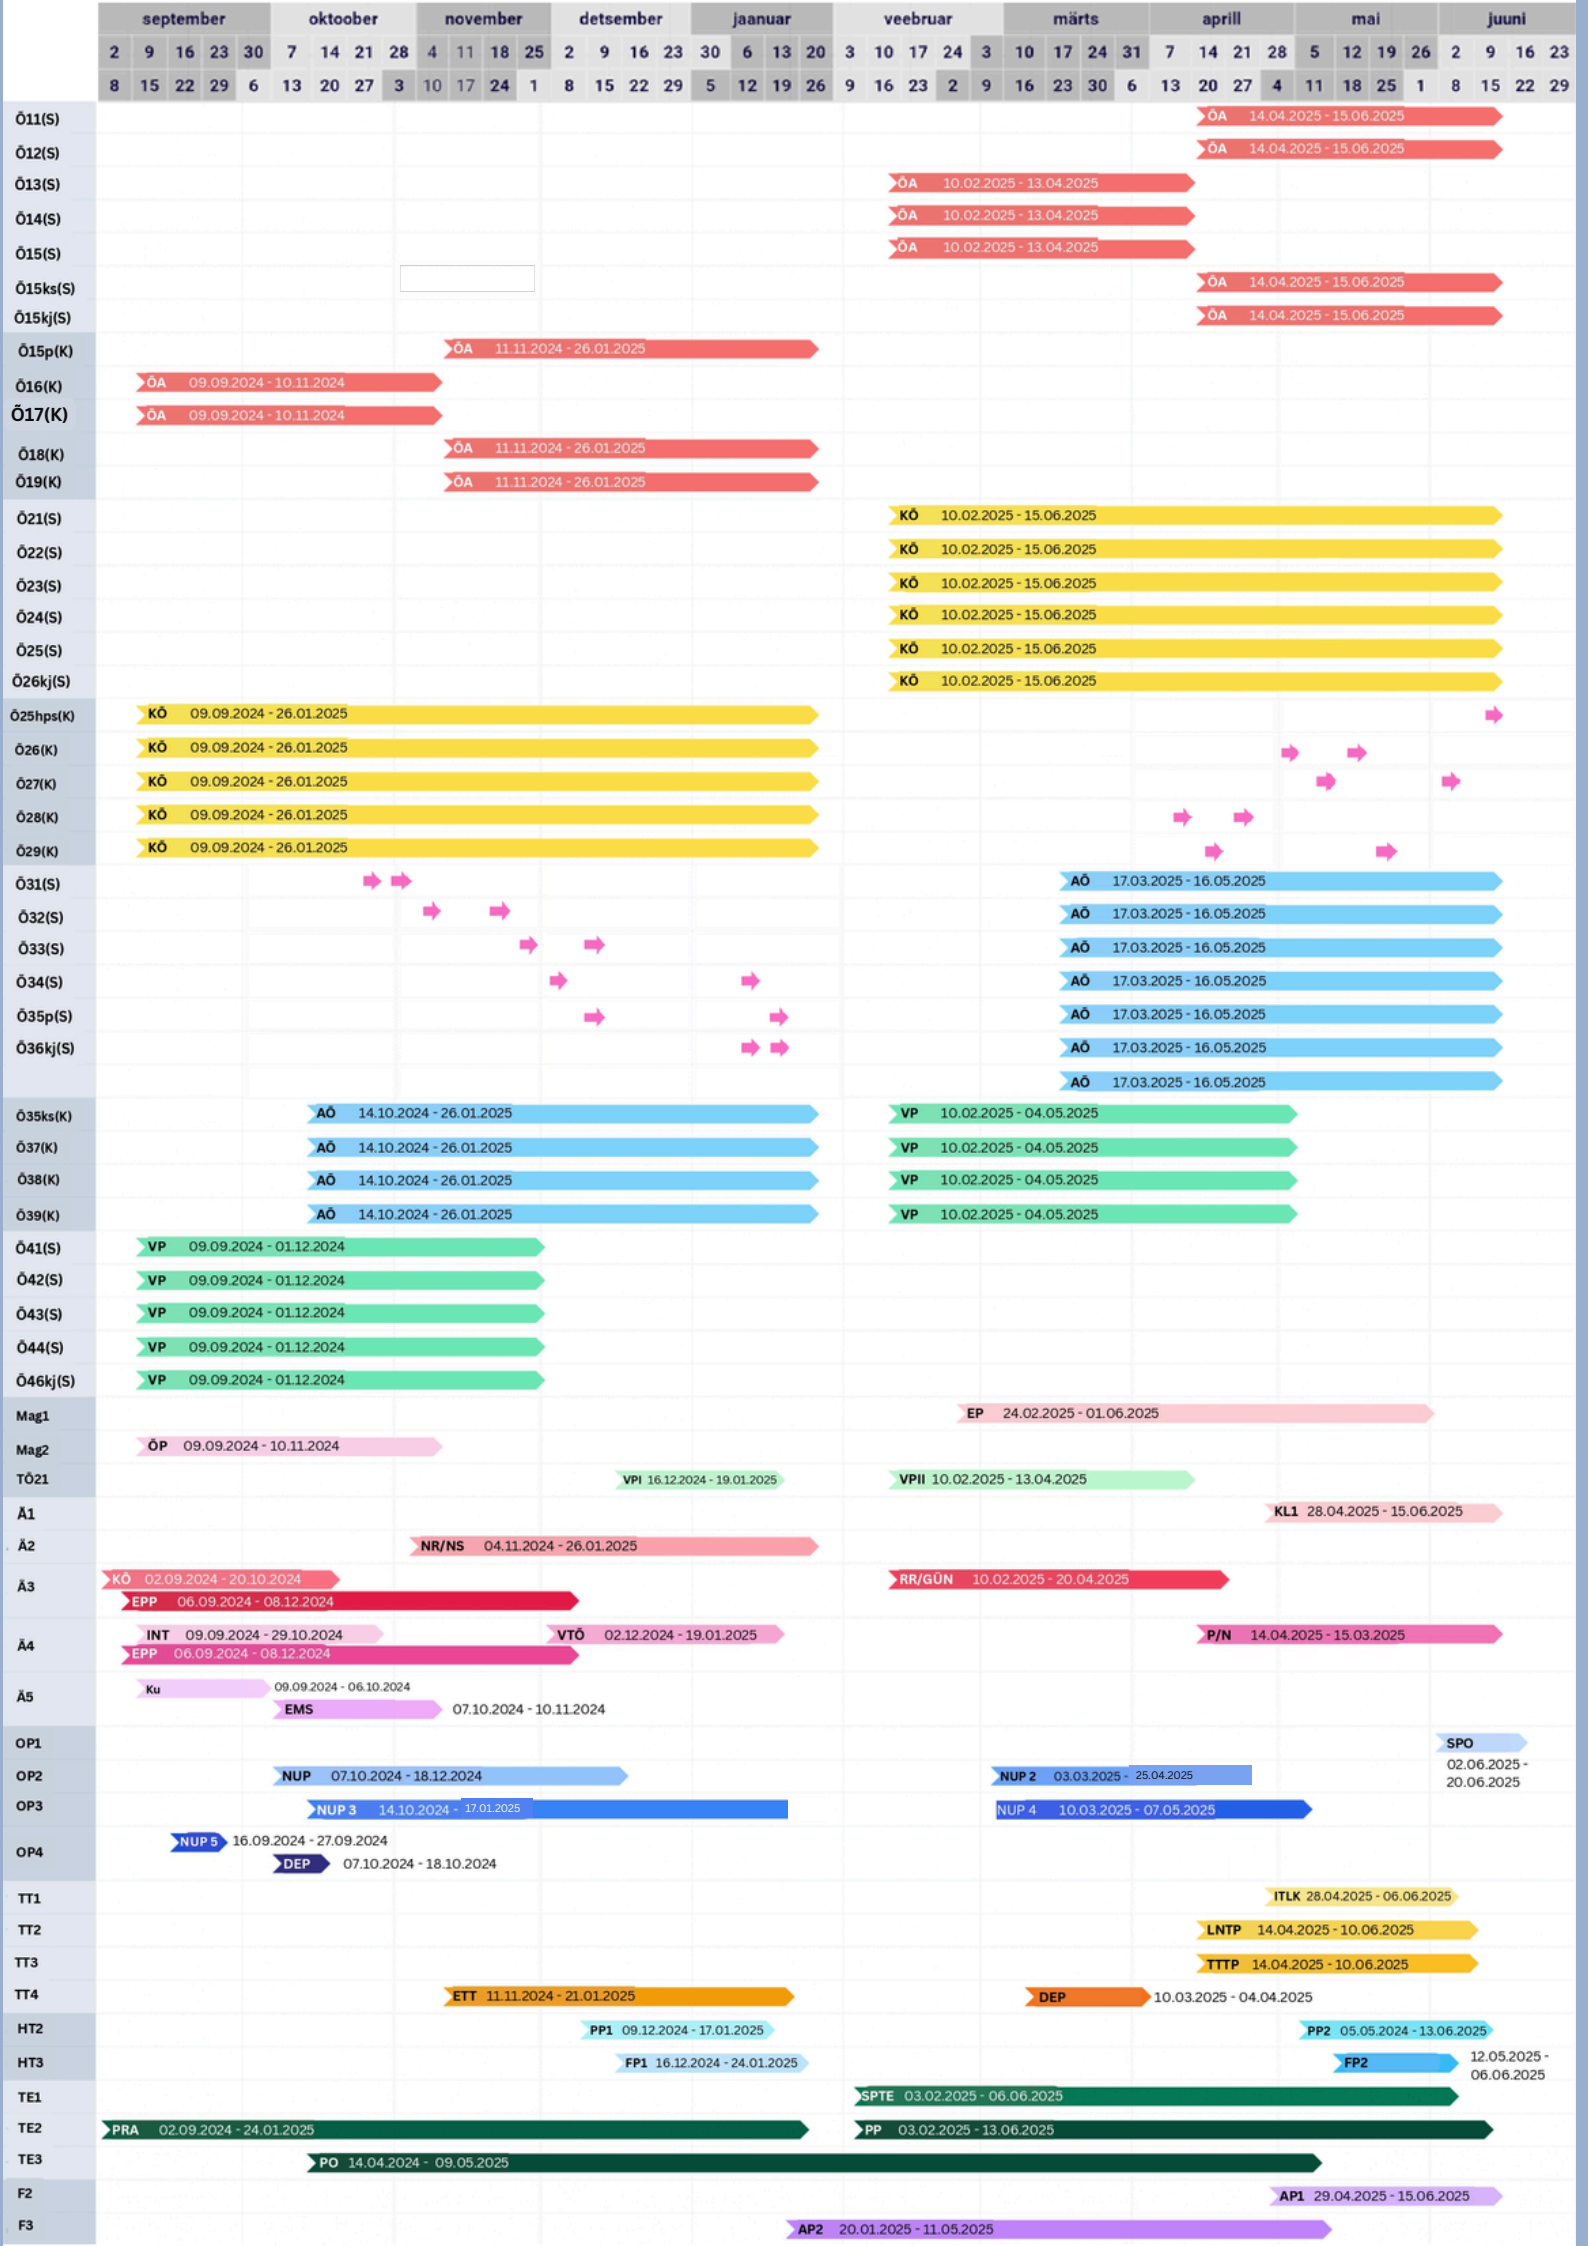 september oktoober november detsember jaanuar veebruar märts aprill mai juuni
2 9 16 23 30 7 14 21 28 4 11 18 25 2 9 16 23 30 6 13 20 3 10 17 24 3 10 17 24 31 7 14 21 28 5 12 19 26 2 9 16 23
8 15 22 29 6 13 20 27 3 10 17 24 1 8 15 22 29 5 12 19 26 9 16 23 2 9 16 23 30 6 13 20 27 4 11 18 25 1 8 15 22 29
Õ11(S) ÕA 14.04.2025 - 15.06.2025
Õ12(S) ÕA 14.04.2025 - 15.06.2025
Õ13(S) ÕA 10.02.2025 - 13.04.2025
Õ14(S) ÕA 10.02.2025 - 13.04.2025
Õ15(S) ÕA 10.02.2025 - 13.04.2025
Õ15ks(S) ÕA 14.04.2025 - 15.06.2025
Õ15kj(S) ÕA 14.04.2025 - 15.06.2025
Õ15p(K) ÕA 11.11.2024 - 26.01.2025
Õ16(K) ÕA 09.09.2024 - 10.11.2024
Õ17(K) ÕA 09.09.2024 - 10.11.2024
Õ18(K) ÕA 11.11.2024 - 26.01.2025
Õ19(K) ÕA 11.11.2024 - 26.01.2025
Õ21(S) KÕ 10.02.2025 - 15.06.2025
Õ22(S) KÕ 10.02.2025 - 15.06.2025
Õ23(S) KÕ 10.02.2025 - 15.06.2025
Õ24(S) KÕ 10.02.2025 - 15.06.2025
Õ25(S) KÕ 10.02.2025 - 15.06.2025
Õ26kj(S) KÕ 10.02.2025 - 15.06.2025
Õ25hps(K) KÕ 09.09.2024 - 26.01.2025
Õ26(K) KÕ 09.09.2024 - 26.01.2025
Õ27(K) KÕ 09.09.2024 - 26.01.2025
Õ28(K) KÕ 09.09.2024 - 26.01.2025
Õ29(K) KÕ 09.09.2024 - 26.01.2025
Õ31(S) AÕ 17.03.2025 - 16.05.2025
Õ32(S) AÕ 17.03.2025 - 16.05.2025
Õ33(S) AÕ 17.03.2025 - 16.05.2025
Õ34(S) AÕ 17.03.2025 - 16.05.2025
Õ35p(S) AÕ 17.03.2025 - 16.05.2025
Õ36kj(S) AÕ 17.03.2025 - 16.05.2025
AÕ 17.03.2025 - 16.05.2025
Õ35ks(K) AÕ 14.10.2024 - 26.01.2025 VP 10.02.2025 - 04.05.2025
Õ37(K) AÕ 14.10.2024 - 26.01.2025 VP 10.02.2025 - 04.05.2025
Õ38(K) AÕ 14.10.2024 - 26.01.2025 VP 10.02.2025 - 04.05.2025
Õ39(K) AÕ 14.10.2024 - 26.01.2025 VP 10.02.2025 - 04.05.2025
Õ41(S) VP 09.09.2024 - 01.12.2024
Õ42(S) VP 09.09.2024 - 01.12.2024
Õ43(S) VP 09.09.2024 - 01.12.2024
Õ44(S) VP 09.09.2024 - 01.12.2024
Õ46kj(S) VP 09.09.2024 - 01.12.2024
Mag1 EP 24.02.2025 - 01.06.2025
Mag2 ÕP 09.09.2024 - 10.11.2024
TÕ21 VPI 16.12.2024 - 19.01.2025 VPII 10.02.2025 - 13.04.2025
Ä1 KL1 28.04.2025 - 15.06.2025
Ä2 NR/NS 04.11.2024 - 26.01.2025
Ä3 KÕ 02.09.2024 - 20.10.2024 RR/GÜN 10.02.2025 - 20.04.2025
EPP 06.09.2024 - 08.12.2024
Ä4 INT 09.09.2024 - 29.10.2024 VTÕ 02.12.2024 - 19.01.2025 P/N 14.04.2025 - 15.03.2025
EPP 06.09.2024 - 08.12.2024
Ä5 Ku 09.09.2024 - 06.10.2024
EMS 07.10.2024 - 10.11.2024
OP1 SPO
02.06.2025 -
20.06.2025
OP2 NUP 07.10.2024 - 18.12.2024 NUP 2 03.03.2025 - 25.04.2025
OP3 NUP 3 14.10.2024 - 17.01.2025 NUP 4 10.03.2025 - 07.05.2025
OP4 NUP 5 16.09.2024 - 27.09.2024
DEP 07.10.2024 - 18.10.2024
TT1 ITLK 28.04.2025 - 06.06.2025
TT2 LNTP 14.04.2025 - 10.06.2025
TT3 TTTP 14.04.2025 - 10.06.2025
TT4 ETT 11.11.2024 - 21.01.2025 DEP 10.03.2025 - 04.04.2025
HT2 PP1 09.12.2024 - 17.01.2025 PP2 05.05.2024 - 13.06.2025
HT3 FP1 16.12.2024 - 24.01.2025 FP2 12.05.2025 -
06.06.2025
TE1 SPTE 03.02.2025 - 06.06.2025
TE2 PRA 02.09.2024 - 24.01.2025 PP 03.02.2025 - 13.06.2025
TE3 PO 14.04.2024 - 09.05.2025
F2 AP1 29.04.2025 - 15.06.2025
F3 AP2 20.01.2025 - 11.05.2025